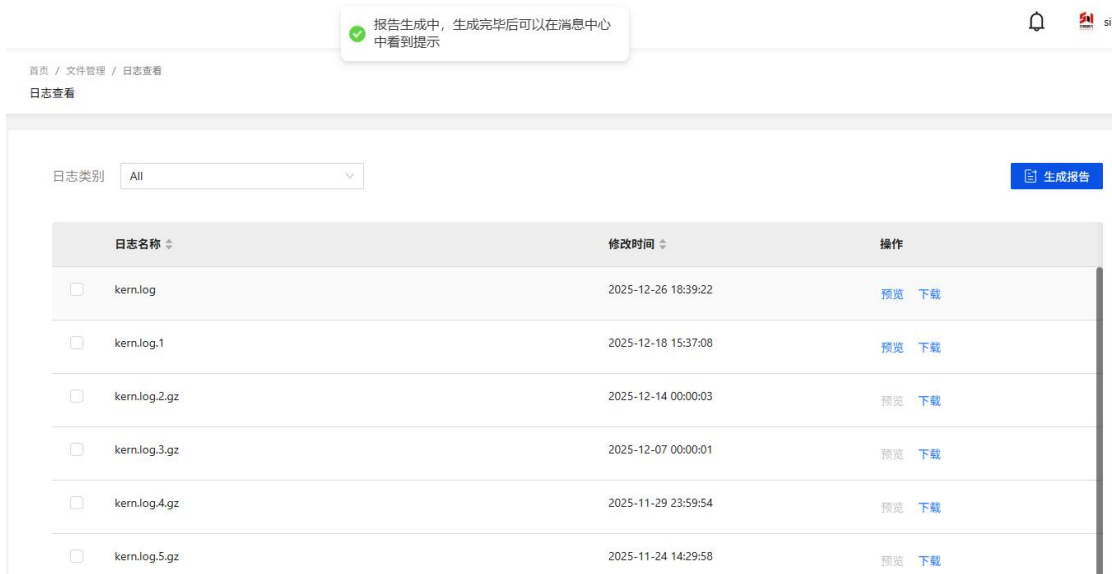 报告生成中，生成完毕后可以在消息中心
中看到提示
si
首页 / 文件管理 / 日志查看
日志查看
日志类别 All 生成报告
日志名称 修改时间 操作
kern.log 2025-12-26 18:39:22 预览 下载
kern.log.1 2025-12-18 15:37:08 预览 下载
kern.log.2.gz 2025-12-14 00:00:03 预览 下载
kern.log.3.gz 2025-12-07 00:00:01 预览 下载
kern.log.4.gz 2025-11-29 23:59:54 预览 下载
kern.log.5.gz 2025-11-24 14:29:58 预览 下载